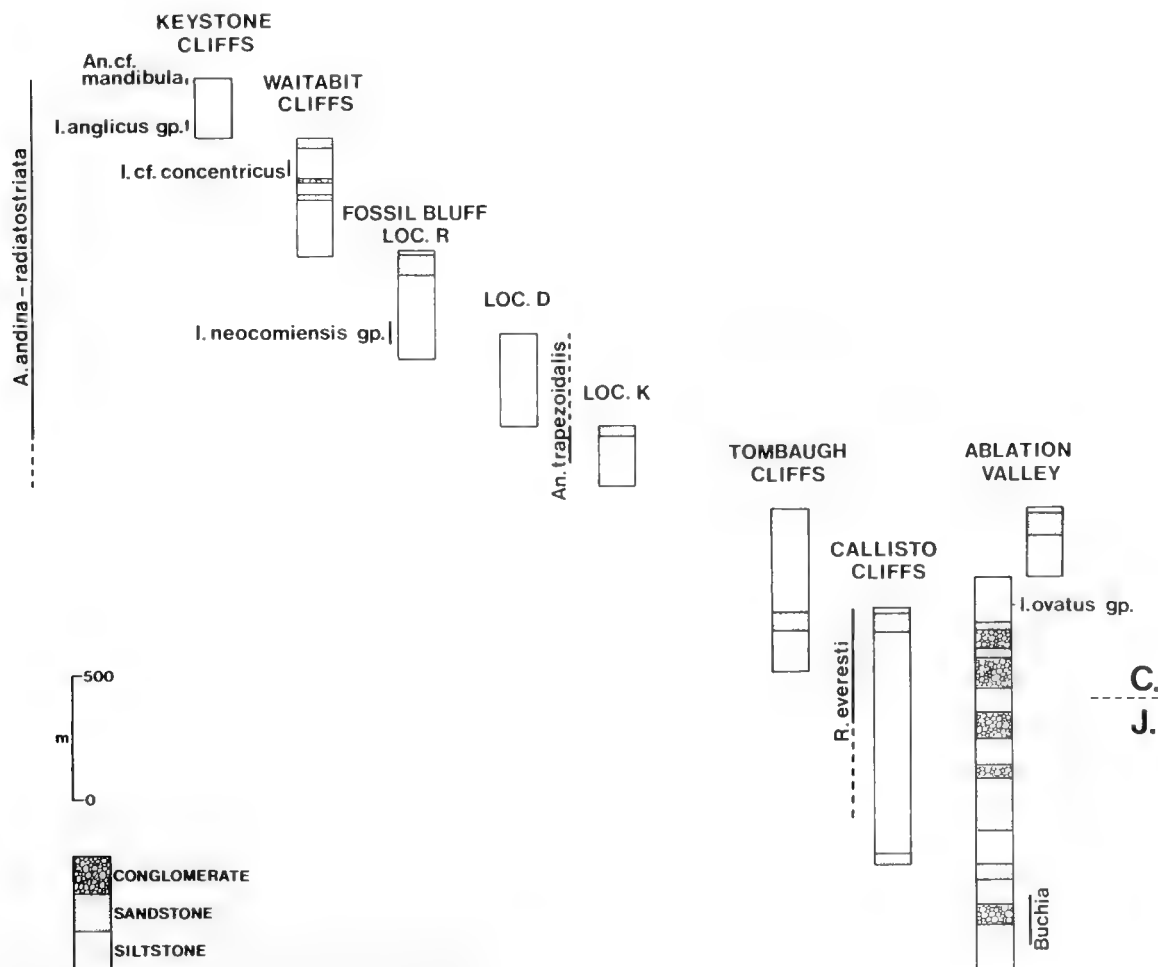 KEYSTONE
CLIFFS
An.cf.
mandibula
I.anglicus gp.
WAITABIT
CLIFFS
I. cf. concentricus
A. andina – radiatostriata
FOSSIL BLUFF
LOC. R
I. neocomiensis gp.
LOC. D
An. trapezoidalis
LOC. K
TOMBAUGH
CLIFFS
ABLATION
VALLEY
CALLISTO
CLIFFS
I.ovatus gp.
R. everesti
C.
J.
500
m
0
Buchia
CONGLOMERATE
SANDSTONE
SILTSTONE